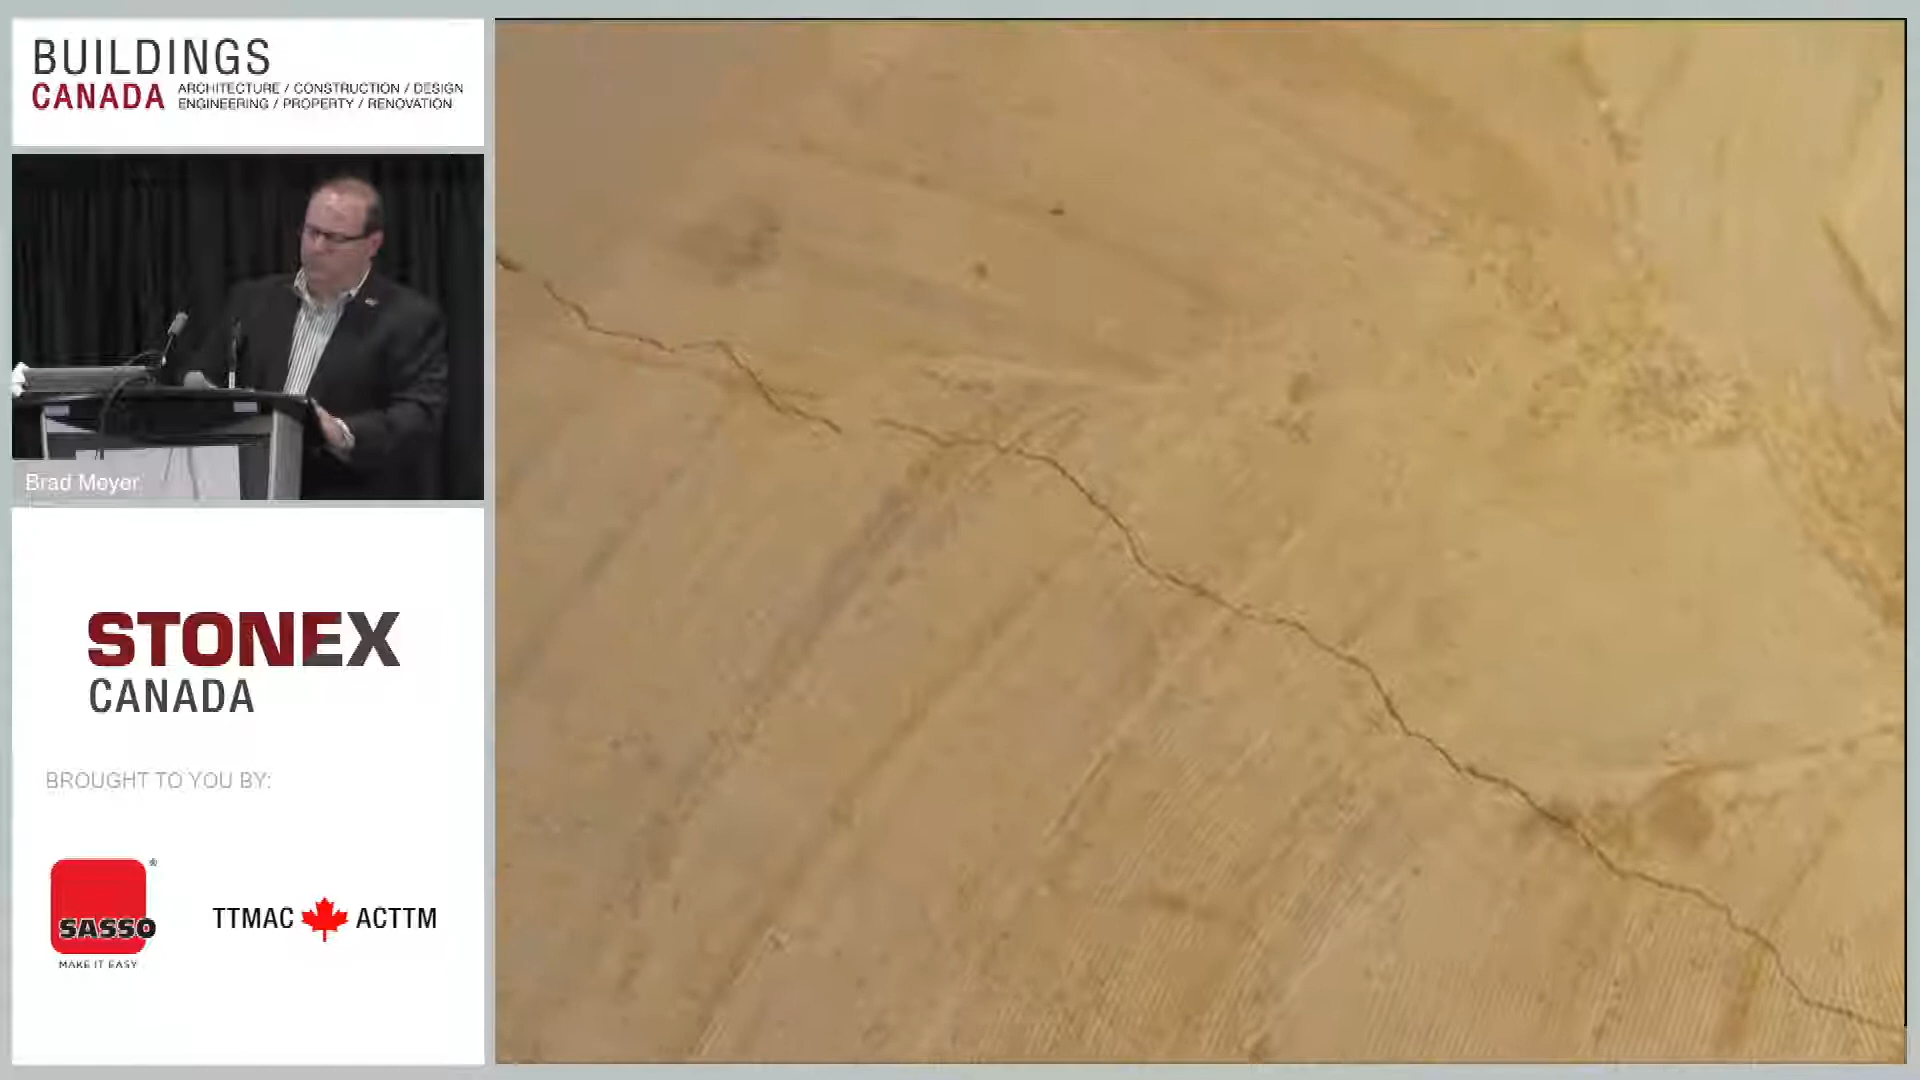 BUILDINGS
CANADA
ARCHITECTURE / CONSTRUCTION / DESIGN
ENGINEERING / PROPERTY / RENOVATION
Brad Meyer
STONEX
CANADA
BROUGHT TO YOU BY:
SASSO
®
MAKE IT EASY
TTMAC ACTTM